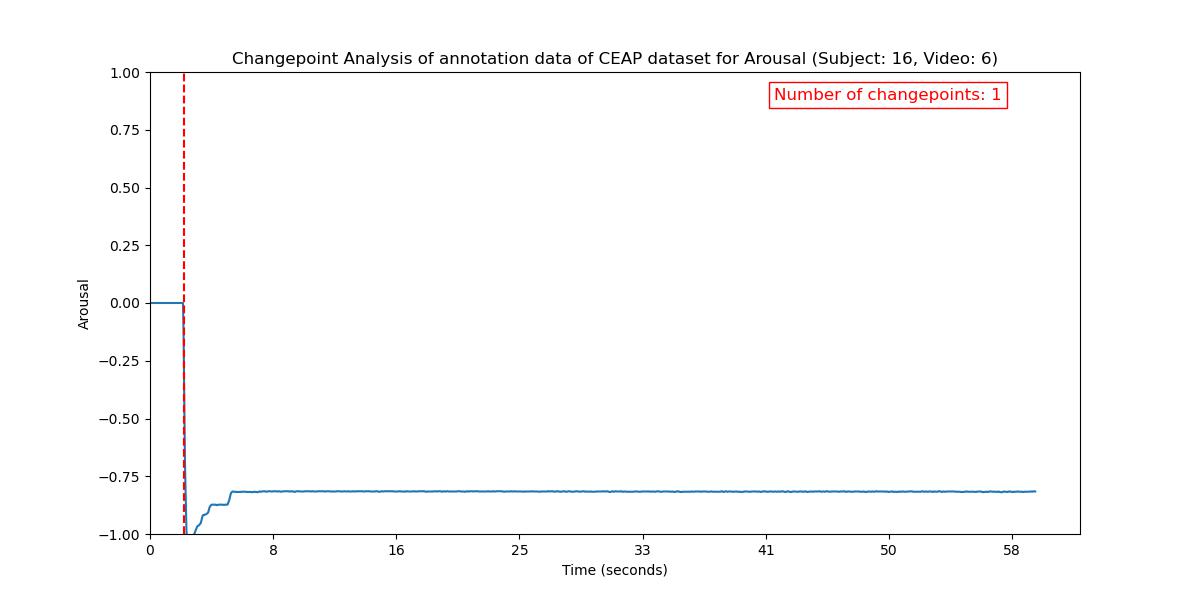 Changepoint Analysis of annotation data of CEAP dataset for Arousal (Subject: 16, Video: 6)
Number of changepoints: 1
1.00
0.75
0.50
0.25
0.00
−0.25
−0.50
−0.75
−1.00
Arousal
0 8 16 25 33 41 50 58
Time (seconds)